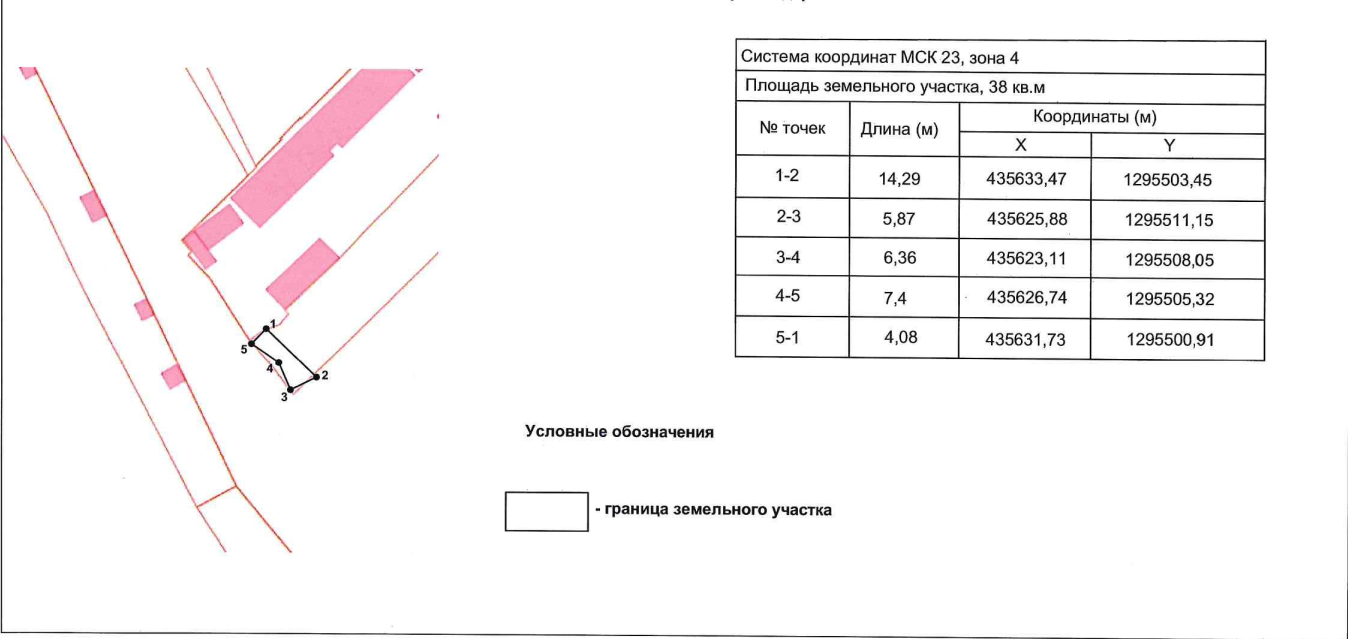 Система координат МСК 23, зона 4
Площадь земельного участка, 38 кв.м
№ точек Длина (м) Координаты (м)
X Y
1-2 14,29 435633,47 1295503,45
2-3 5,87 435625,88 1295511,15
3-4 6,36 435623,11 1295508,05
4-5 7,4 435626,74 1295505,32
5-1 4,08 435631,73 1295500,91
1
5
4
2
3
Условные обозначения
- граница земельного участка